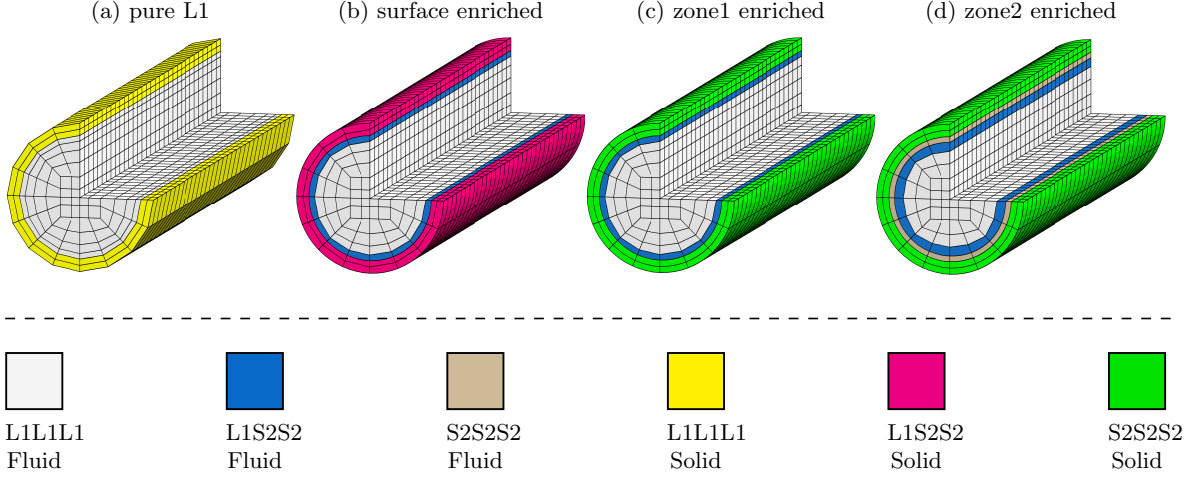 (a) pure L1
(b) surface enriched
(c) zone1 enriched
(d) zone2 enriched
L1L1L1
Fluid
L1S2S2
Fluid
S2S2S2
Fluid
L1L1L1
Solid
L1S2S2
Solid
S2S2S2
Solid